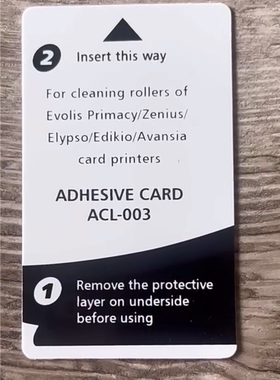 2 Insert this way
For cleaning rollers of
Evolis Primacy/Zenius/
Elypso/Edikio/Avansia
card printers
ADHESIVE CARD
ACL-003
1 Remove the protective
layer on underside
before using